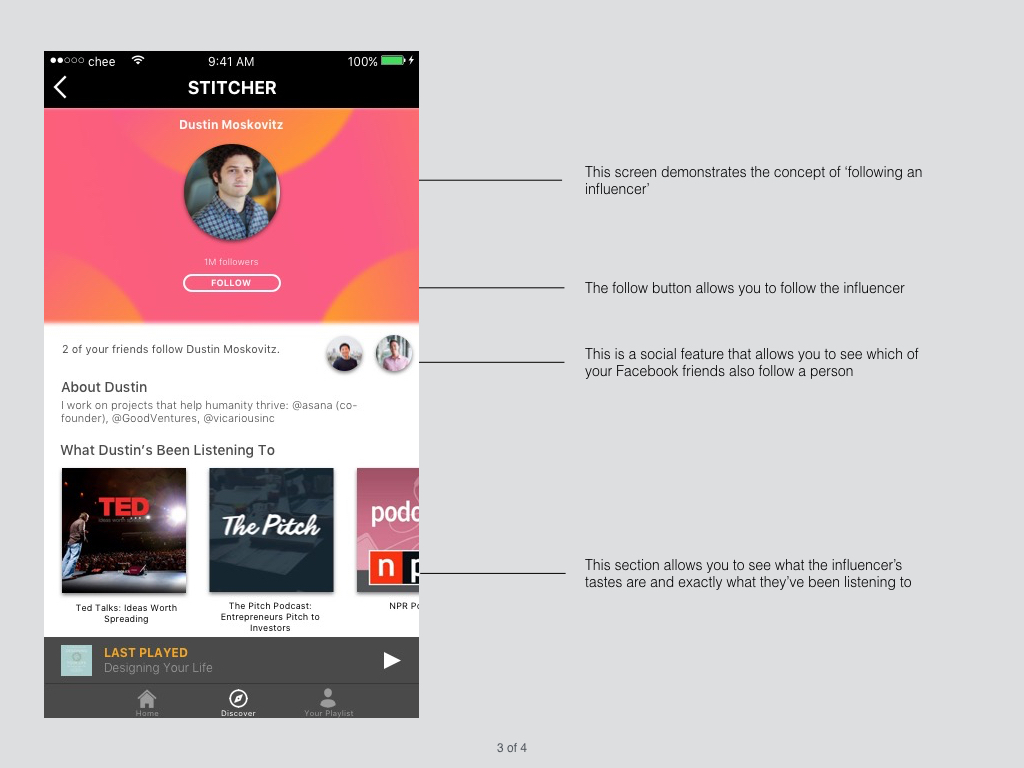 chee 9:41 AM 100%
STITCHER
Dustin Moskovitz
1M followers
FOLLOW
2 of your friends follow Dustin Moskovitz.
About Dustin
I work on projects that help humanity thrive: @asana (co-
founder), @GoodVentures, @vicariousinc
What Dustin's Been Listening To
TED
The Pitch
podc
n p
Ted Talks: Ideas Worth
Spreading
The Pitch Podcast:
Entrepreneurs Pitch to
Investors
NPR Po
LAST PLAYED
Designing Your Life
Home
Discover
Your Playlist
This screen demonstrates the concept of ‘following an
influencer’
The follow button allows you to follow the influencer
This is a social feature that allows you to see which of
your Facebook friends also follow a person
This section allows you to see what the influencer’s
tastes are and exactly what they’ve been listening to
3 of 4